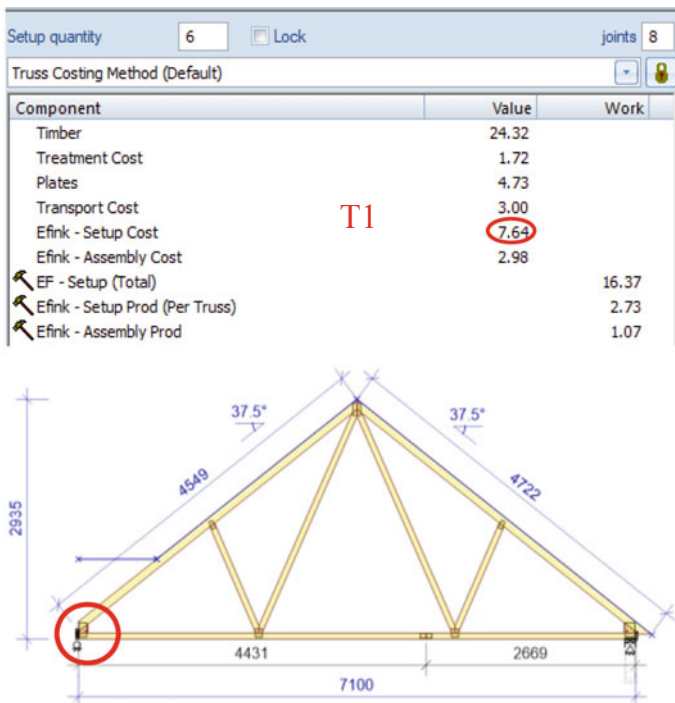 Setup quantity 6 Lock joints 8
Truss Costing Method (Default)
Component Value Work
Timber 24.32
Treatment Cost 1.72
Plates 4.73
Transport Cost 3.00
T1
Efink - Setup Cost 7.64
Efink - Assembly Cost 2.98
EF - Setup (Total) 16.37
Efink - Setup Prod (Per Truss) 2.73
Efink - Assembly Prod 1.07
37.5° 37.5°
4549 4722
2935
4431 2669
7100